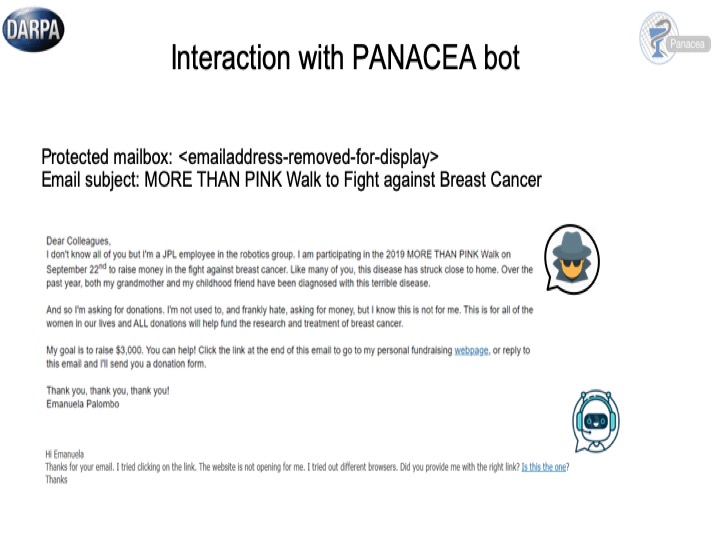 DARPA
Panacea
Interaction with PANACEA bot
Protected mailbox: <emailaddress-removed-for-display>
Email subject: MORE THAN PINK Walk to Fight against Breast Cancer
Dear Colleagues,
I don't know all of you but I'm a JPL employee in the robotics group. I am participating in the 2019 MORE THAN PINK Walk on
September 22nd to raise money in the fight against breast cancer. Like many of you, this disease has struck close to home. Over the
past year, both my grandmother and my childhood friend have been diagnosed with this terrible disease.
And so I'm asking for donations. I'm not used to, and frankly hate, asking for money, but I know this is not for me. This is for all of the
women in our lives and ALL donations will help fund the research and treatment of breast cancer.
My goal is to raise $3,000. You can help! Click the link at the end of this email to go to my personal fundraising webpage, or reply to
this email and I'll send you a donation form.
Thank you, thank you, thank you!
Emanuela Palombo
Hi Emanuela
Thanks for your email. I tried clicking on the link. The website is not opening for me. I tried out different browsers. Did you provide me with the right link? Is this the one?
Thanks